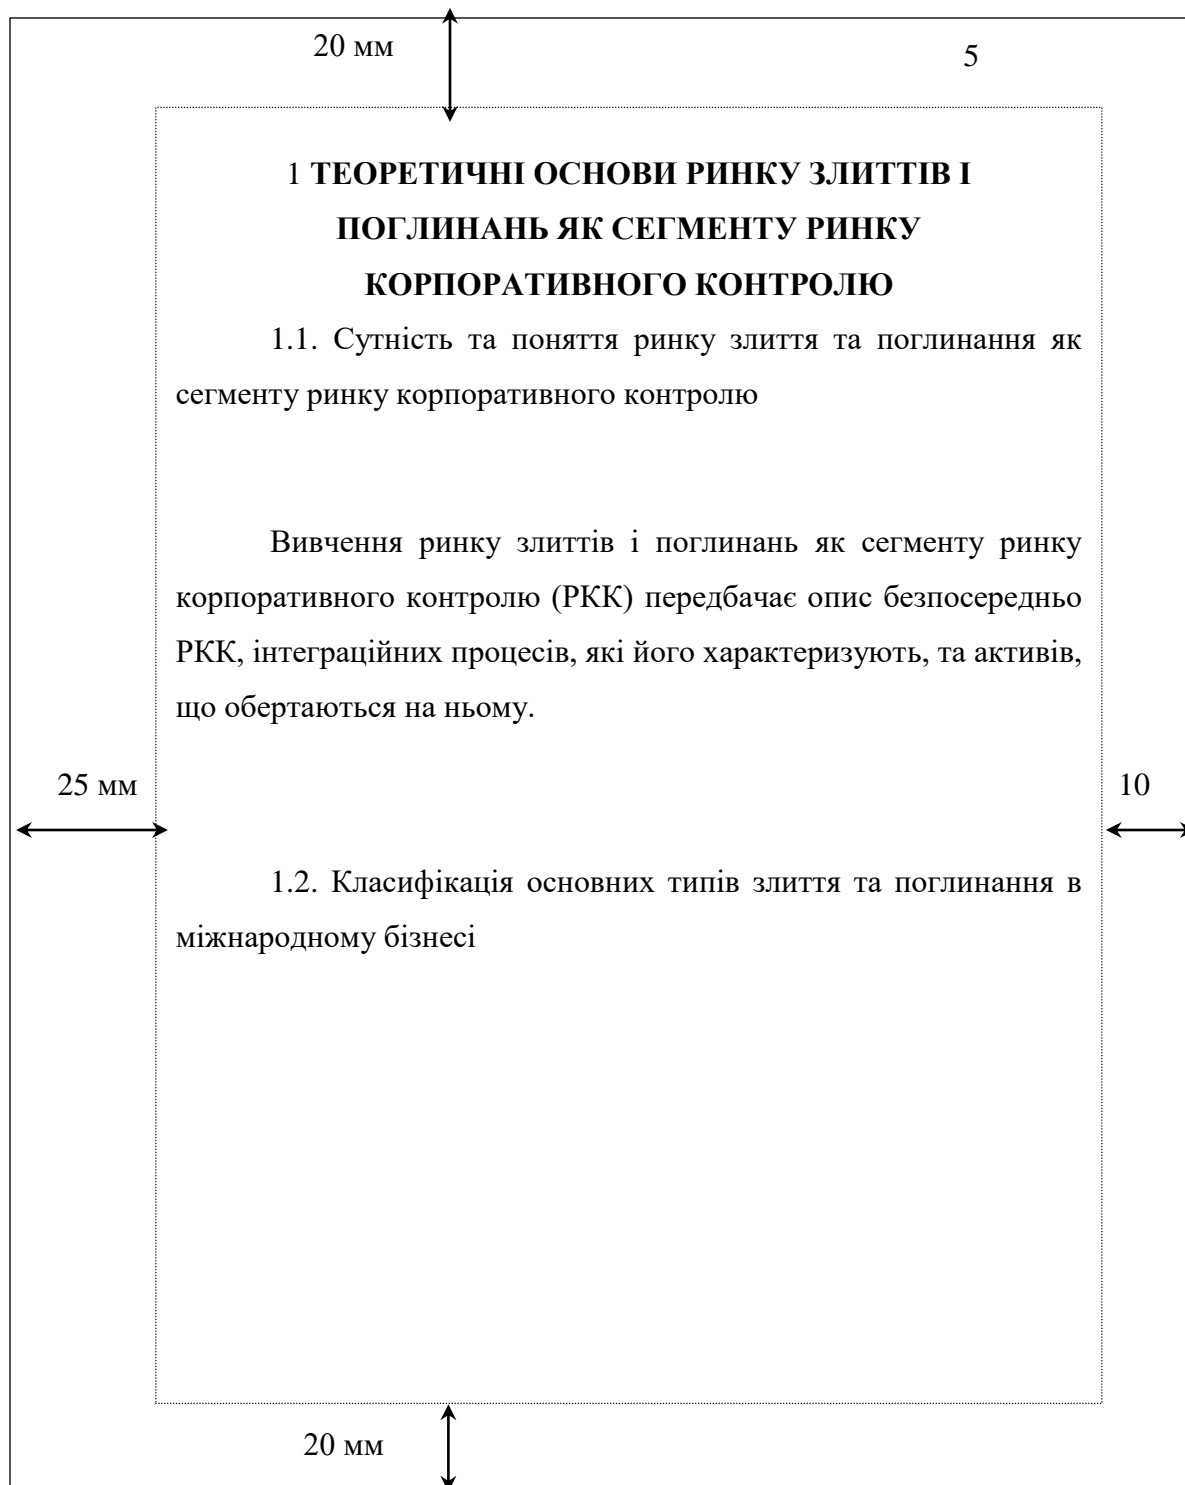 20 мм
5
1 ТЕОРЕТИЧНІ ОСНОВИ РИНКУ ЗЛИТТІВ І
ПОГЛИНАНЬ ЯК СЕГМЕНТУ РИНКУ
КОРПОРАТИВНОГО КОНТРОЛЮ
1.1. Сутність та поняття ринку злиття та поглинання як
сегменту ринку корпоративного контролю
Вивчення ринку злиттів і поглинань як сегменту ринку
корпоративного контролю (РКК) передбачає опис безпосередньо
РКК, інтеграційних процесів, які його характеризують, та активів,
що обертаються на ньому.
25 мм
10
1.2. Класифікація основних типів злиття та поглинання в
міжнародному бізнесі
20 мм